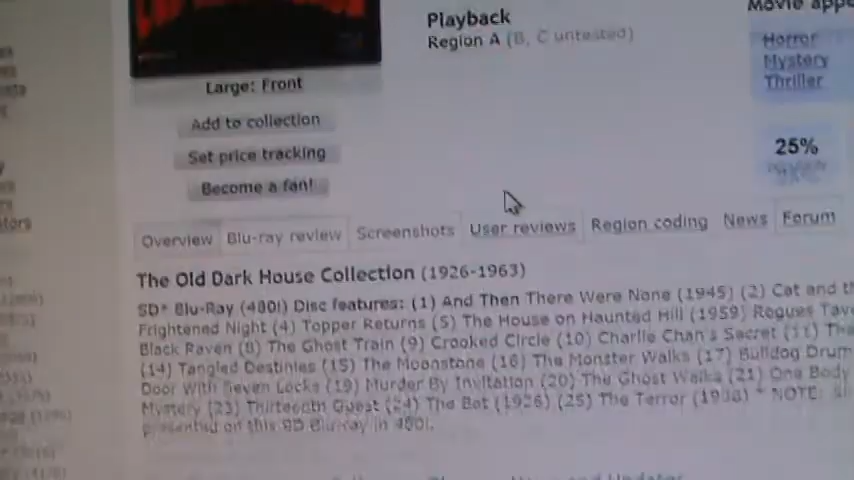 Playback
Movie appe
Region A (B, C untested)
Horror
Mystery
Thriller
Large: Front
Add to collection
25%
Set price tracking
Become a fan!
tors
Overview Blu-ray review Screenshots User reviews Region coding News Forum
The Old Dark House Collection (1926-1963)
SD* Blu-Ray (480i) Disc features: (1) And Then There Were None (1945) (2) Cat and th
Frightened Night (4) Topper Returns (5) The House on Haunted Hill (1959) Rogues Tave
Black Raven (8) The Ghost Train (9) Crooked Circle (10) Charlie Chan's Secret (11) The
(14) Tangled Destinies (15) The Moonstone (16) The Monster Walks (17) Bulldog Drum
Door With Seven Locks (19) Murder By Invitation (20) The Ghost Walks (21) One Body
Mystery (23) Thirteenth Guest (24) The Bat (1926) (25) The Terror (1938) * NOTE: all
presented on this SD Blu-ray in 480i.